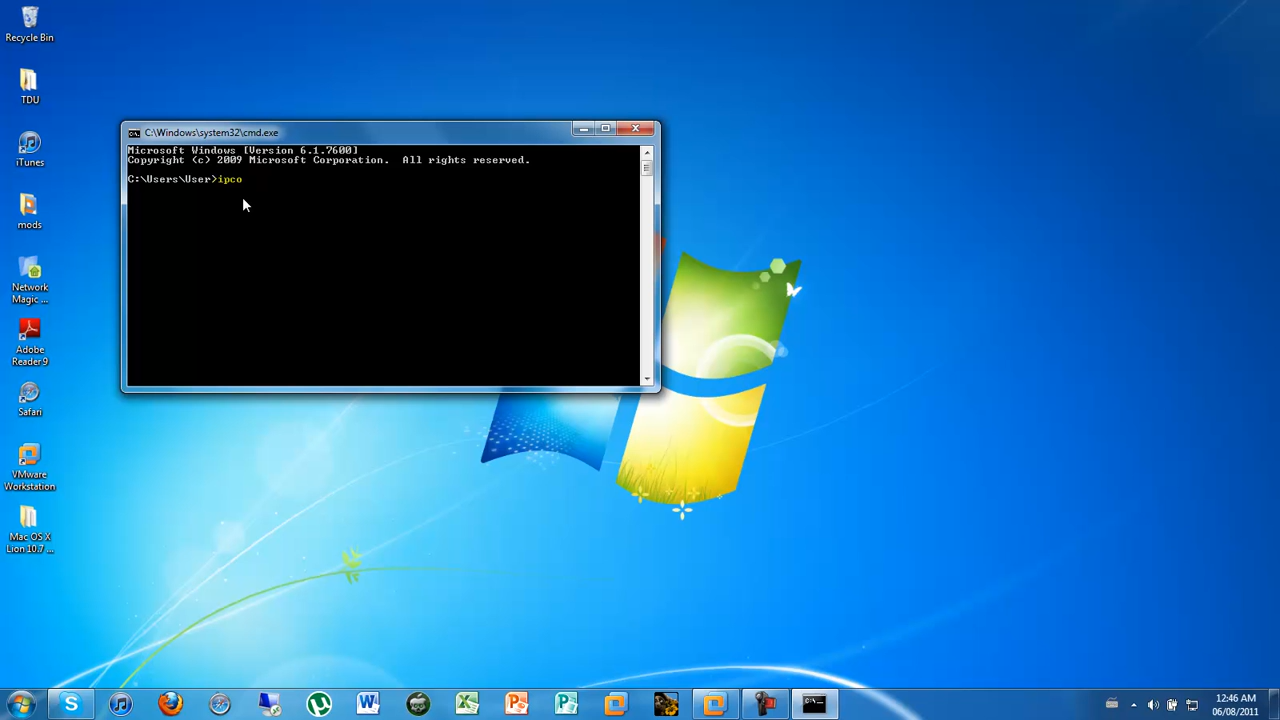 Recycle Bin
TDU
iTunes
mods
Network
Magic ...
Adobe
Reader 9
Safari
VMware
Workstation
Mac OS X
Lion 10.7 ...
C:\Windows\system32\cmd.exe
Microsoft Windows [Version 6.1.7600]
Copyright (c) 2009 Microsoft Corporation.  All rights reserved.
C:\Users\User>ipco
12:46 AM
06/08/2011